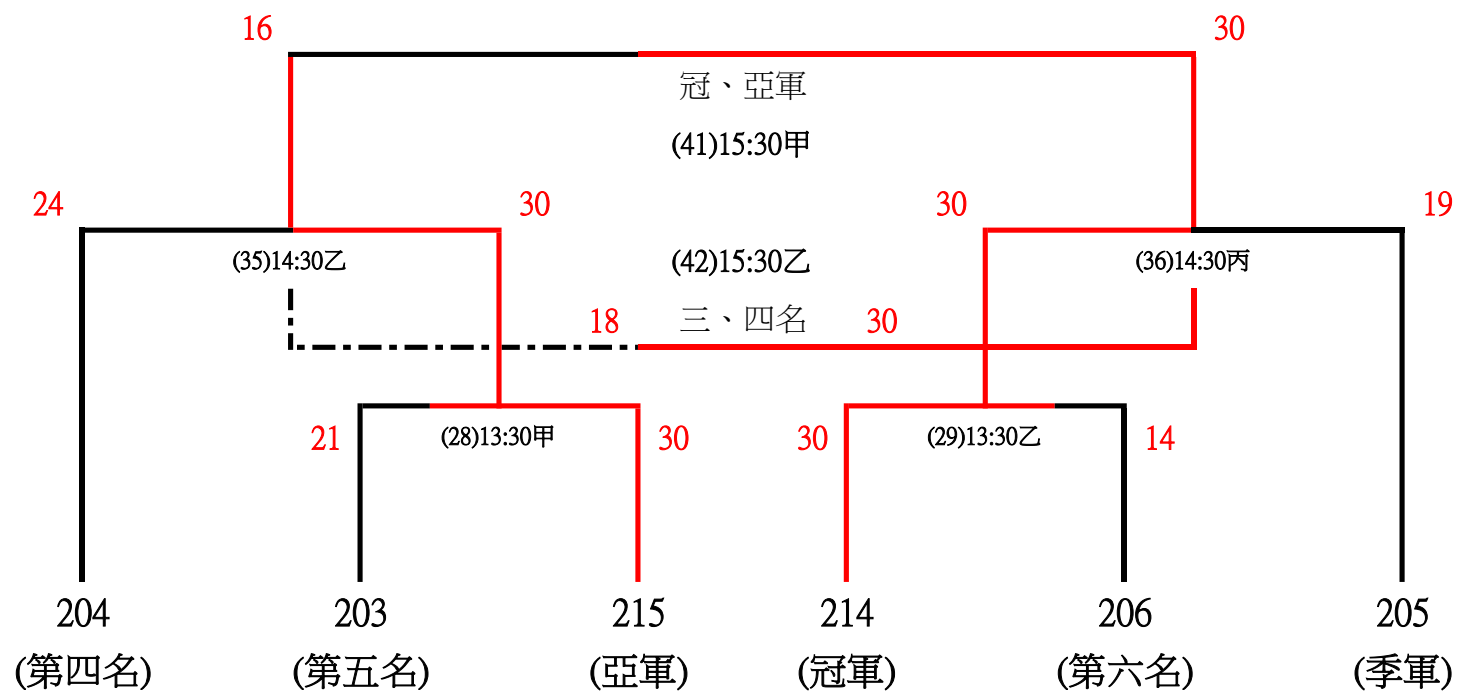 16 30
冠、亞軍
(41)15:30甲
24 30 30 19
(35)14:30乙 (42)15:30乙 (36)14:30丙
18 三、四名 30
21 (28)13:30甲 30 30 (29)13:30乙 14
204 203 215 214 206 205
(第四名) (第五名) (亞軍) (冠軍) (第六名) (季軍)